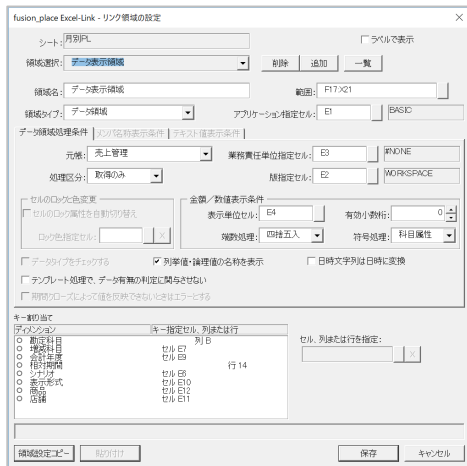 fusion_place Excel-Link - リンク領域の設定
シート: 月別PL
ラベルで表示
領域選択: データ表示領域 削除 追加 一覧
領域名: データ表示領域 範囲: F17:X21
領域タイプ: データ領域 アプリケーション指定セル: E1 BASIC
データ領域処理条件 メンバ名称表示条件 テキスト値表示条件
元帳: 売上管理 業務責任単位指定セル: E3 #NONE
処理区分: 取得のみ 版指定セル: E2 WORKSPACE
セルのロックと色変更 金額/数値表示条件
セルのロック属性を自動切り替え 表示単位セル: E4 有効小数桁: 0
ロック色指定セル: X 端数処理: 四捨五入 符号処理: 科目属性
データタイプをチェックする 列挙値・論理値の名称を表示 日時文字列は日時に変換
テンプレート処理で、データ有無の判定に関与させない
期間クローズによって値を反映できないときはエラーとする
キー割り当て
ディメンション キー指定セル、列または行
勘定科目 列 B
増減科目 セル E7
会計年度 セル E9
相対期間 行 14
シナリオ セル E6
表示形式 セル E10
商品 セル E12
店舗 セル E11
セル、列または行を指定:
X
領域設定コピー 貼り付け 保存 キャンセル